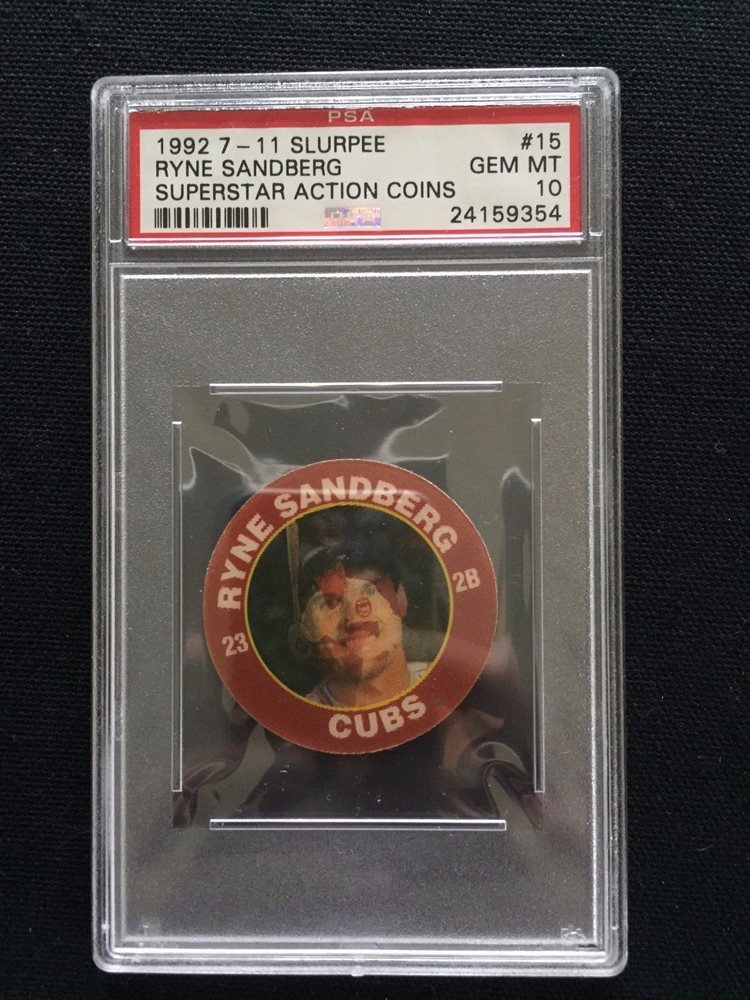 PSA
1992 7-11 SLURPEE #15
RYNE SANDBERG GEM MT
SUPERSTAR ACTION COINS 10
24159354
RYNE SANDBERG
23 2B
CUBS